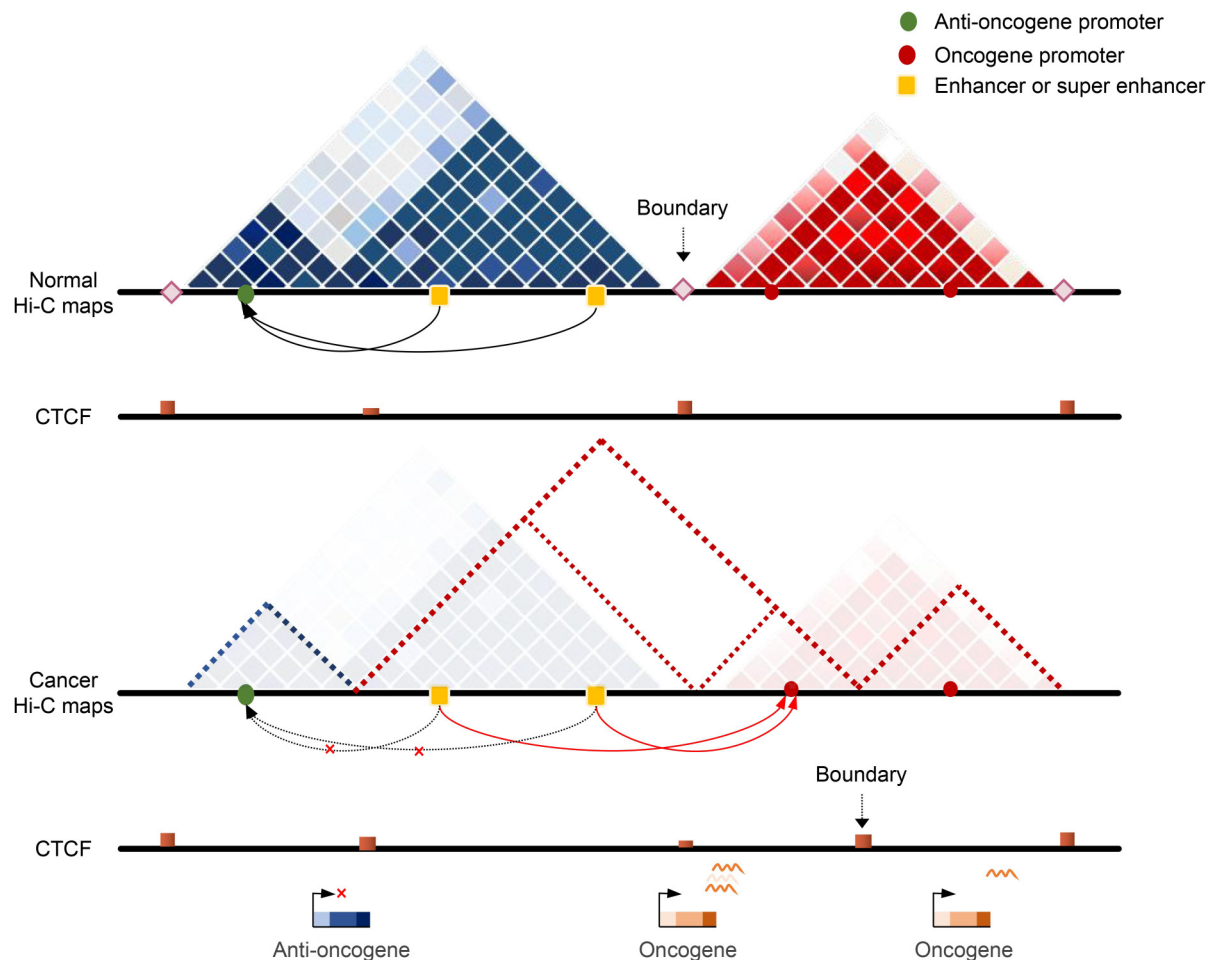 Anti-oncogene promoter
Oncogene promoter
Enhancer or super enhancer
Boundary
Normal
Hi-C maps
CTCF
Cancer
Hi-C maps
Boundary
CTCF
Anti-oncogene
Oncogene
Oncogene